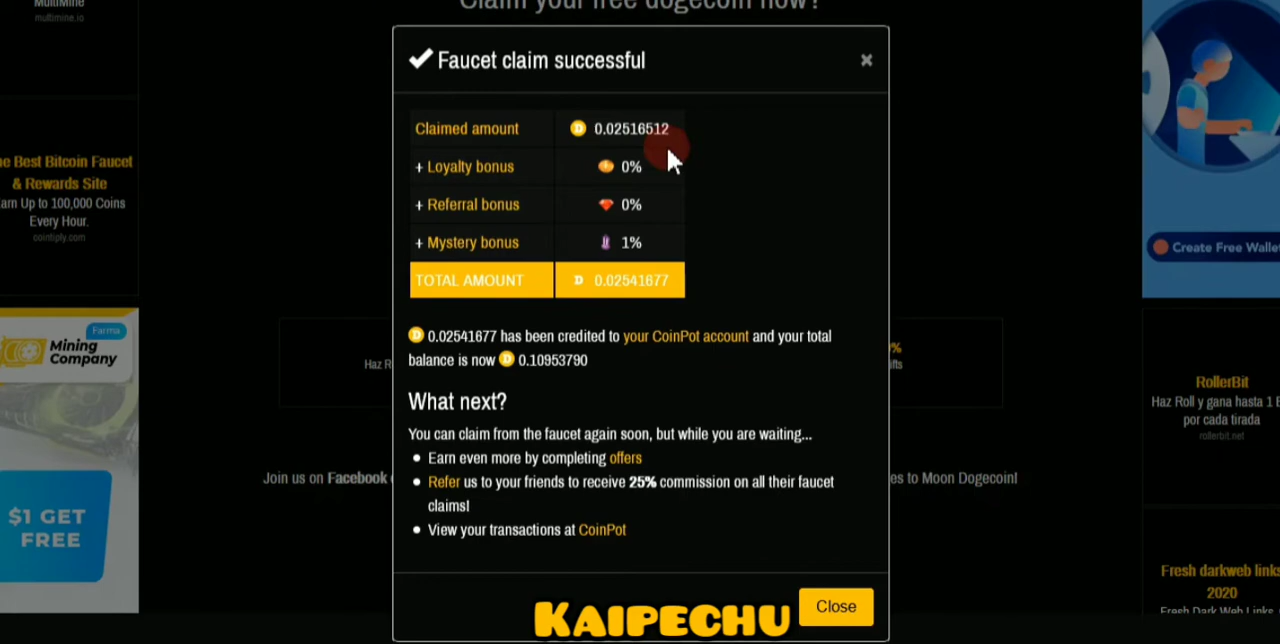 Claim your free dogecoin now?
MultiMine
multimine.io
Faucet claim successful
×
Claimed amount 0.02516512
+ Loyalty bonus 0%
+ Referral bonus 0%
+ Mystery bonus 1%
TOTAL AMOUNT 0.02541677
0.02541677 has been credited to your CoinPot account and your total
balance is now 0.10953790
What next?
You can claim from the faucet again soon, but while you are waiting...
Earn even more by completing offers
Refer us to your friends to receive 25% commission on all their faucet
claims!
View your transactions at CoinPot
Close
KAIPECHU
Best Bitcoin Faucet
& Rewards Site
Up to 100,000 Coins
Every Hour.
cointiply.com
Farma
Mining
Company
$1 GET
FREE
Haz
Join us on Facebook
to Moon Dogecoin!
Create Free
RollerBit
Haz Roll y gana hasta 1
por cada tirada
rollerbit.net
Fresh darkweb links
2020
Fresh Dark Web Links